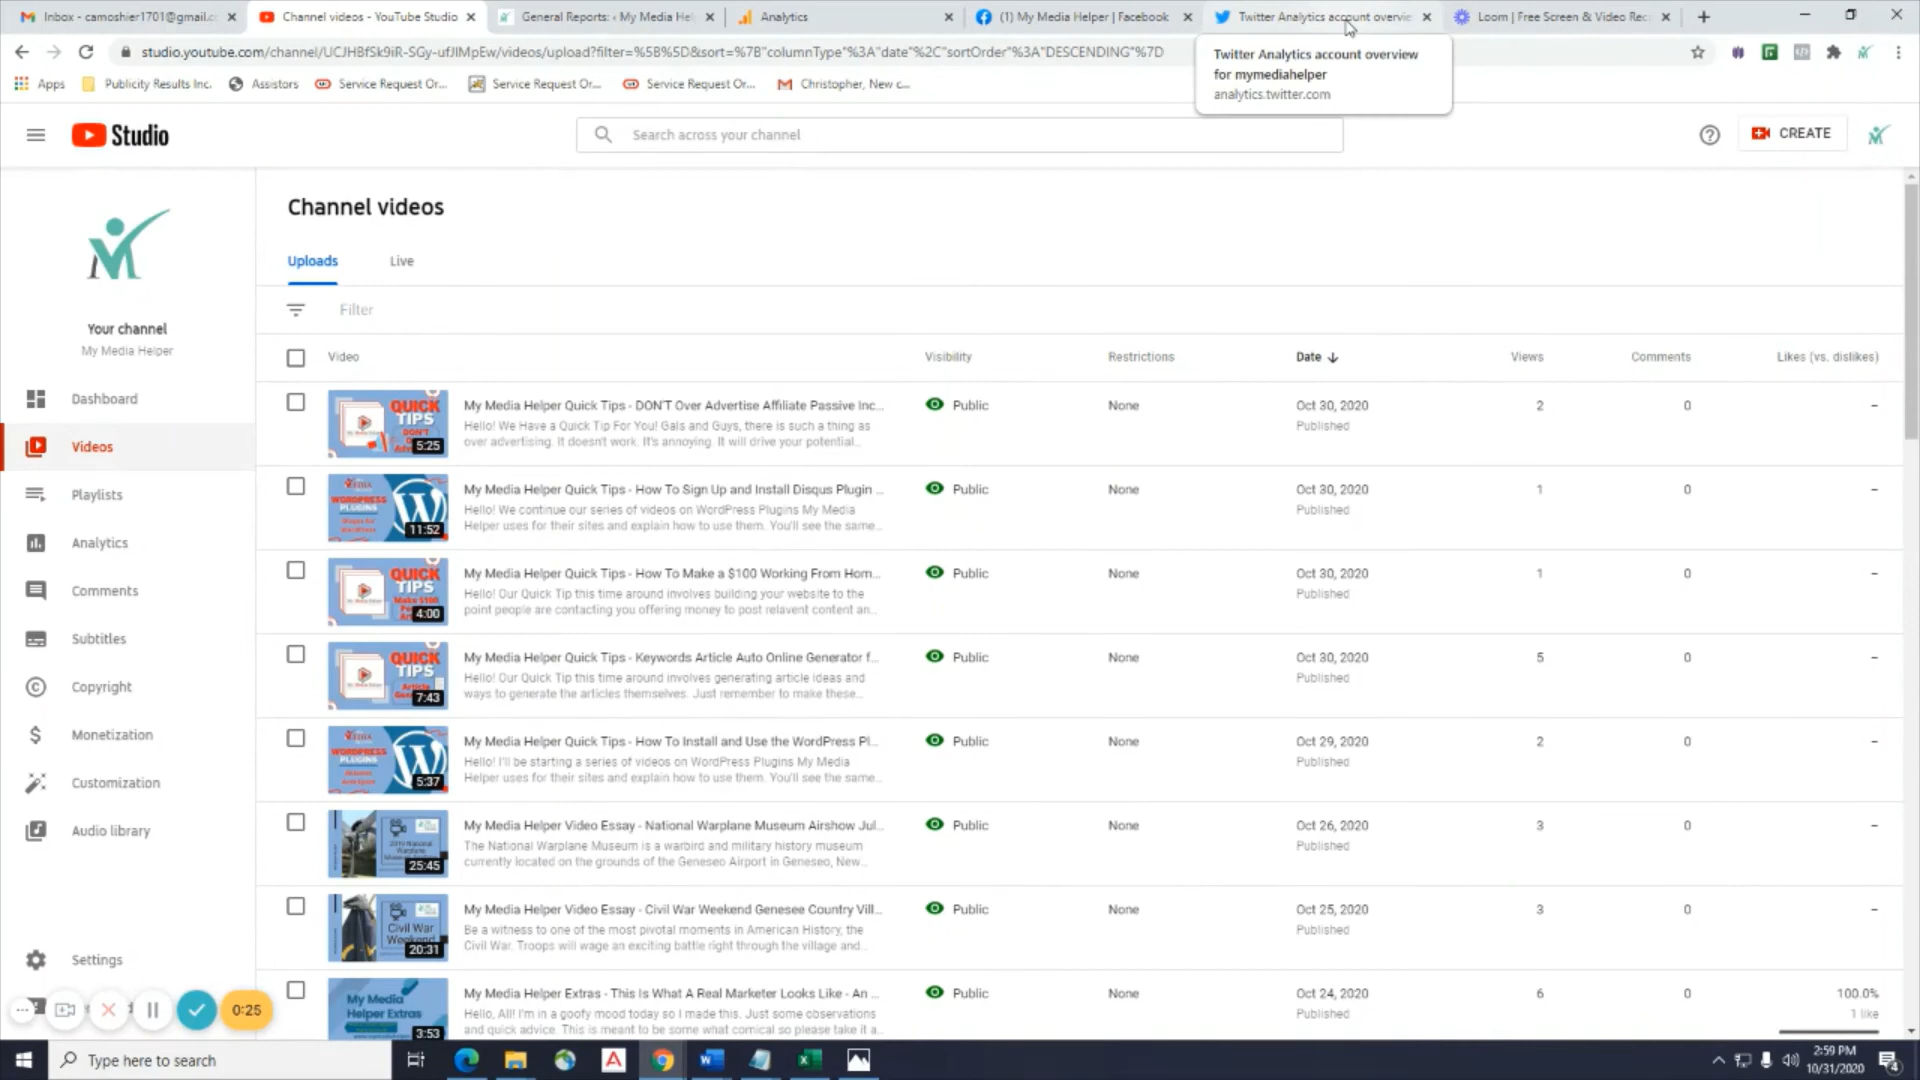 Inbox - camoshier1701@gmail.c
Channel videos - YouTube Studio
General Reports: ‹ My Media Hel
Analytics
(1) My Media Helper | Facebook
Twitter Analytics account overvie
Loom | Free Screen & Video Rec
studio.youtube.com/channel/UCJHBfSk9iR-SGy-ufJIMpEw/videos/upload?filter=%5B%5D&sort=%7B"columnType"%3A"date"%2C"sortOrder"%3A"DESCENDING"%7D
Twitter Analytics account overview
for mymediahelper
analytics.twitter.com
Apps
Publicity Results Inc.
Assistors
Service Request Or...
Service Request Or...
Service Request Or...
Christopher, New c...
Studio
Search across your channel
CREATE
Channel videos
Uploads
Live
Filter
Your channel
My Media Helper
Dashboard
Videos
Playlists
Analytics
Comments
Subtitles
Copyright
Monetization
Customization
Audio library
Settings
Video
Visibility
Restrictions
Date
Views
Comments
Likes (vs. dislikes)
QUICK
TIPS
DON'T
5:25
My Media Helper Quick Tips - DON'T Over Advertise Affiliate Passive Inc...
Hello! We Have a Quick Tip For You! Gals and Guys, there is such a thing as
over advertising. It doesn't work. It's annoying. It will drive your potential...
Public
None
Oct 30, 2020
Published
2
0
–
WORDPRESS
PLUGINS
11:52
My Media Helper Quick Tips - How To Sign Up and Install Disqus Plugin ...
Hello! We continue our series of videos on WordPress Plugins My Media
Helper uses for their sites and explain how to use them. You'll see the same...
Public
None
Oct 30, 2020
Published
1
0
–
QUICK
TIPS
4:00
My Media Helper Quick Tips - How To Make a $100 Working From Hom...
Hello! Our Quick Tip this time around involves building your website to the
point people are contacting you offering money to post relavent content an...
Public
None
Oct 30, 2020
Published
1
0
–
QUICK
TIPS
7:43
My Media Helper Quick Tips - Keywords Article Auto Online Generator f...
Hello! Our Quick Tip this time around involves generating article ideas and
ways to generate the articles themselves. Just remember to make these...
Public
None
Oct 30, 2020
Published
5
0
–
WORDPRESS
PLUGINS
5:37
My Media Helper Quick Tips - How To Install and Use the WordPress Pl...
Hello! I'll be starting a series of videos on WordPress Plugins My Media
Helper uses for their sites and explain how to use them. You'll see the same...
Public
None
Oct 29, 2020
Published
2
0
–
25:45
My Media Helper Video Essay - National Warplane Museum Airshow Jul...
The National Warplane Museum is a warbird and military history museum
currently located on the grounds of the Geneseo Airport in Geneseo, New...
Public
None
Oct 26, 2020
Published
3
0
–
Civil War
Weekend
20:31
My Media Helper Video Essay - Civil War Weekend Genesee Country Vill...
Be a witness to one of the most pivotal moments in American History, the
Civil War. Troops will wage an exciting battle right through the village and...
Public
None
Oct 25, 2020
Published
3
0
–
My Media
Helper Extras
3:53
My Media Helper Extras - This Is What A Real Marketer Looks Like - An ...
Hello, All! I'm in a goofy mood today so I made this. Just some observations
and quick advice. This is meant to be some what comical so please take it a...
Public
None
Oct 24, 2020
Published
6
0
100.0%
1 like
0:25
Type here to search
2:59 PM
10/31/2020
4